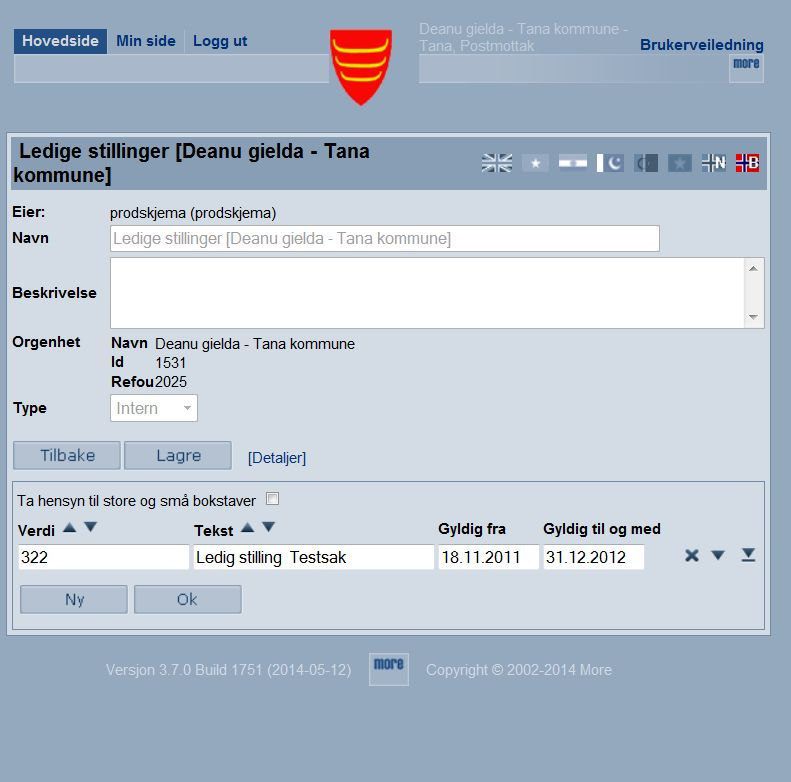 Hovedside Min side Logg ut
Deanu gielda - Tana kommune -
Tana, Postmottak
Brukerveiledning
more
Ledige stillinger [Deanu gielda - Tana
kommune]
N B
Eier: prodskjema (prodskjema)
Navn Ledige stillinger [Deanu gielda - Tana kommune]
Beskrivelse
Orgenhet Navn Deanu gielda - Tana kommune
Id 1531
Refou 2025
Type Intern
Tilbake Lagre [Detaljer]
Ta hensyn til store og små bokstaver
Verdi Tekst Gyldig fra Gyldig til og med
322 Ledig stilling Testsak 18.11.2011 31.12.2012
Ny Ok
Versjon 3.7.0 Build 1751 (2014-05-12) more Copyright © 2002-2014 More